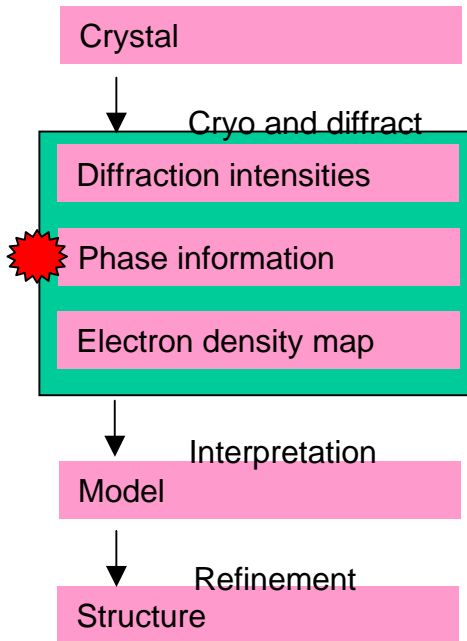 Crystal
Cryo and diffract
Diffraction intensities
Phase information
Electron density map
Interpretation
Model
Refinement
Structure